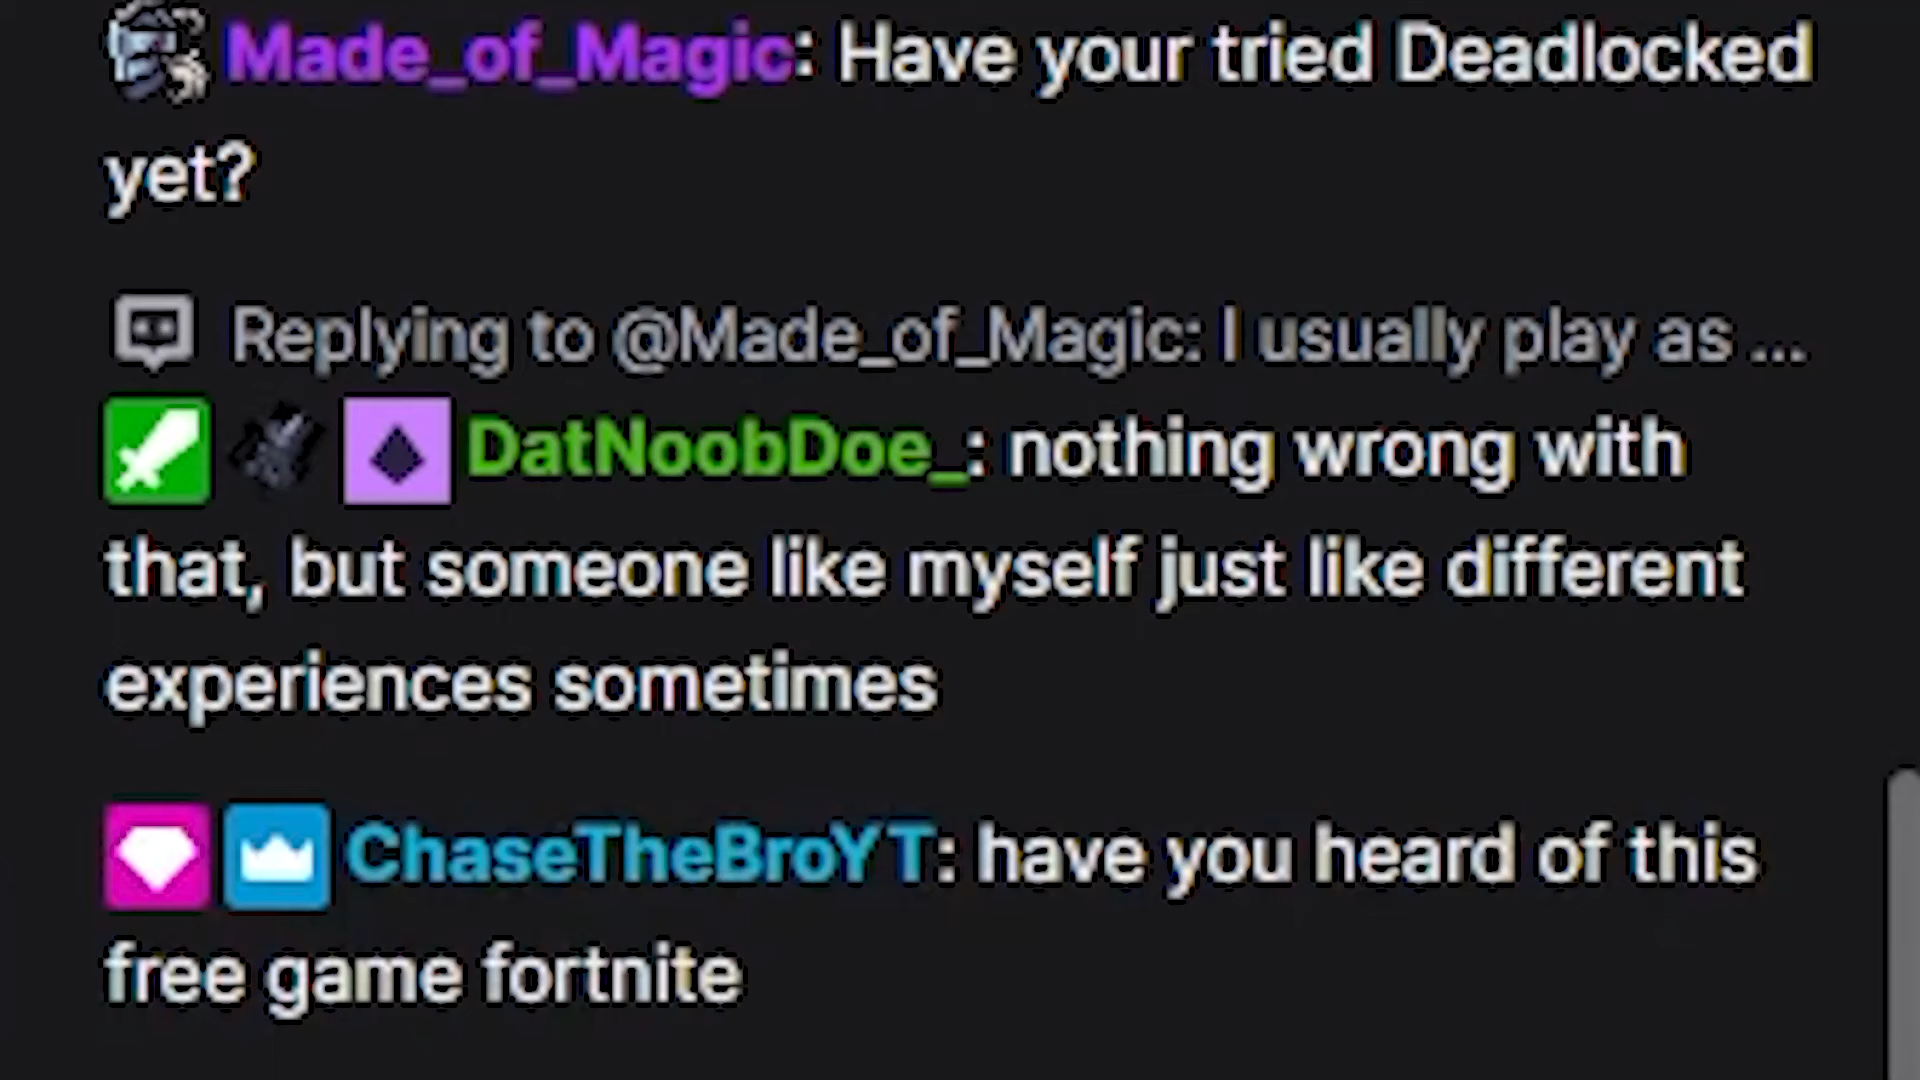 Made_of_Magic: Have your tried Deadlocked
yet?
Replying to @Made_of_Magic: I usually play as ...
DatNoobDoe_: nothing wrong with
that, but someone like myself just like different
experiences sometimes
ChaseTheBroYT: have you heard of this
free game fortnite